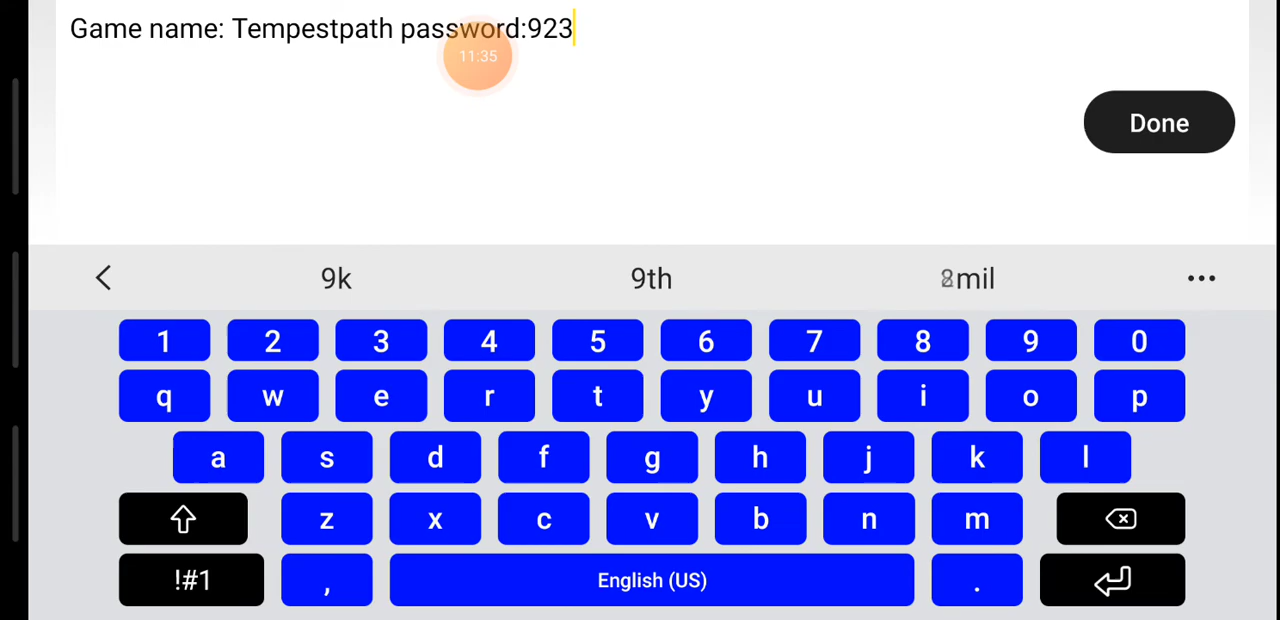 Game name: Tempestpath password:923
11:35
Done
9k 9th mil
1 2 3 4 5 6 7 8 9 0
q w e r t y u i o p
a s d f g h j k l
z x c v b n m
!#1 , English (US) .